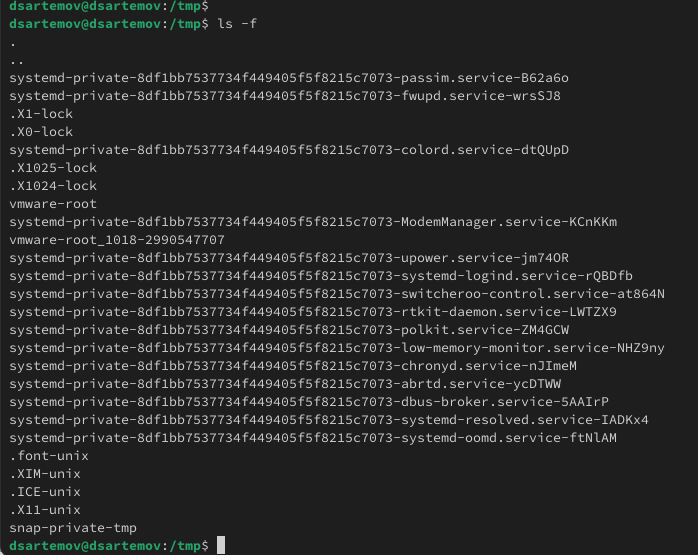 dsartemov@dsartemov:/tmp$
dsartemov@dsartemov:/tmp$ ls -f
.
..
systemd-private-8df1bb7537734f449405f5f8215c7073-passim.service-B62a6o
systemd-private-8df1bb7537734f449405f5f8215c7073-fwupd.service-wrsSJ8
.X1-lock
.X0-lock
systemd-private-8df1bb7537734f449405f5f8215c7073-colord.service-dtQUpD
.X1025-lock
.X1024-lock
vmware-root
systemd-private-8df1bb7537734f449405f5f8215c7073-ModemManager.service-KCnKKm
vmware-root_1018-2990547707
systemd-private-8df1bb7537734f449405f5f8215c7073-upower.service-jm74OR
systemd-private-8df1bb7537734f449405f5f8215c7073-systemd-logind.service-rQBDfb
systemd-private-8df1bb7537734f449405f5f8215c7073-switcheroo-control.service-at864N
systemd-private-8df1bb7537734f449405f5f8215c7073-rtkit-daemon.service-LWTZX9
systemd-private-8df1bb7537734f449405f5f8215c7073-polkit.service-ZM4GCW
systemd-private-8df1bb7537734f449405f5f8215c7073-low-memory-monitor.service-NHZ9ny
systemd-private-8df1bb7537734f449405f5f8215c7073-chronyd.service-nJImeM
systemd-private-8df1bb7537734f449405f5f8215c7073-abrtd.service-ycDTWW
systemd-private-8df1bb7537734f449405f5f8215c7073-dbus-broker.service-5AAIrP
systemd-private-8df1bb7537734f449405f5f8215c7073-systemd-resolved.service-IADKx4
systemd-private-8df1bb7537734f449405f5f8215c7073-systemd-oomd.service-ftNlAM
.font-unix
.XIM-unix
.ICE-unix
.X11-unix
snap-private-tmp
dsartemov@dsartemov:/tmp$